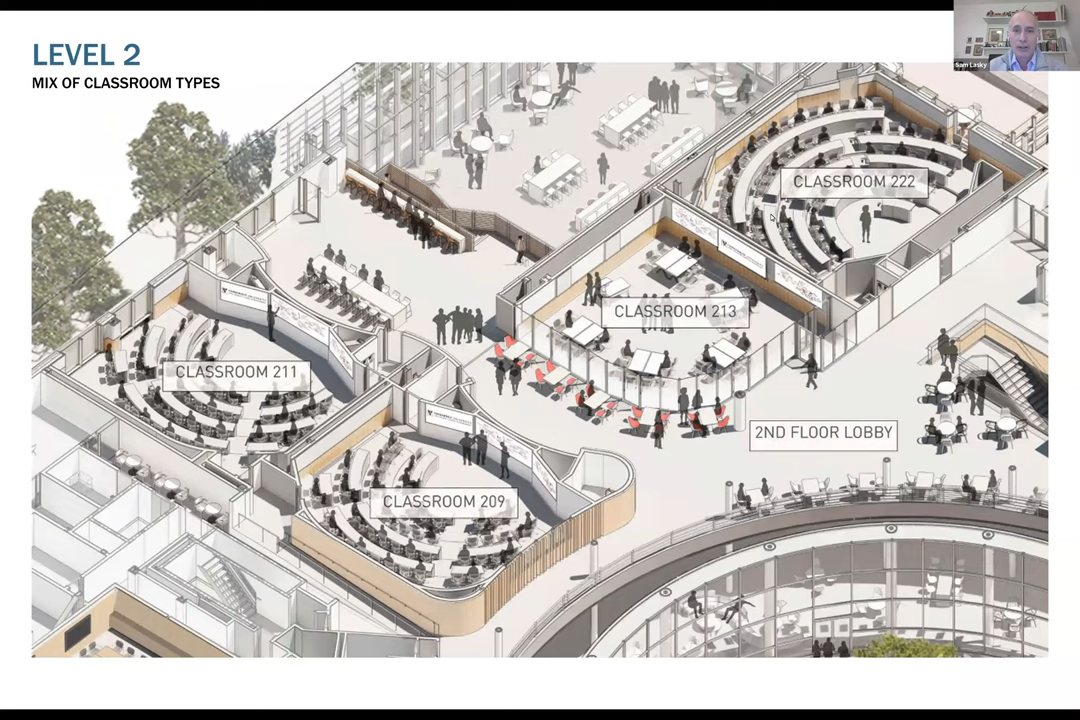 LEVEL 2
MIX OF CLASSROOM TYPES
Sam Lasky
CLASSROOM 222
CLASSROOM 213
CLASSROOM 211
2ND FLOOR LOBBY
CLASSROOM 209